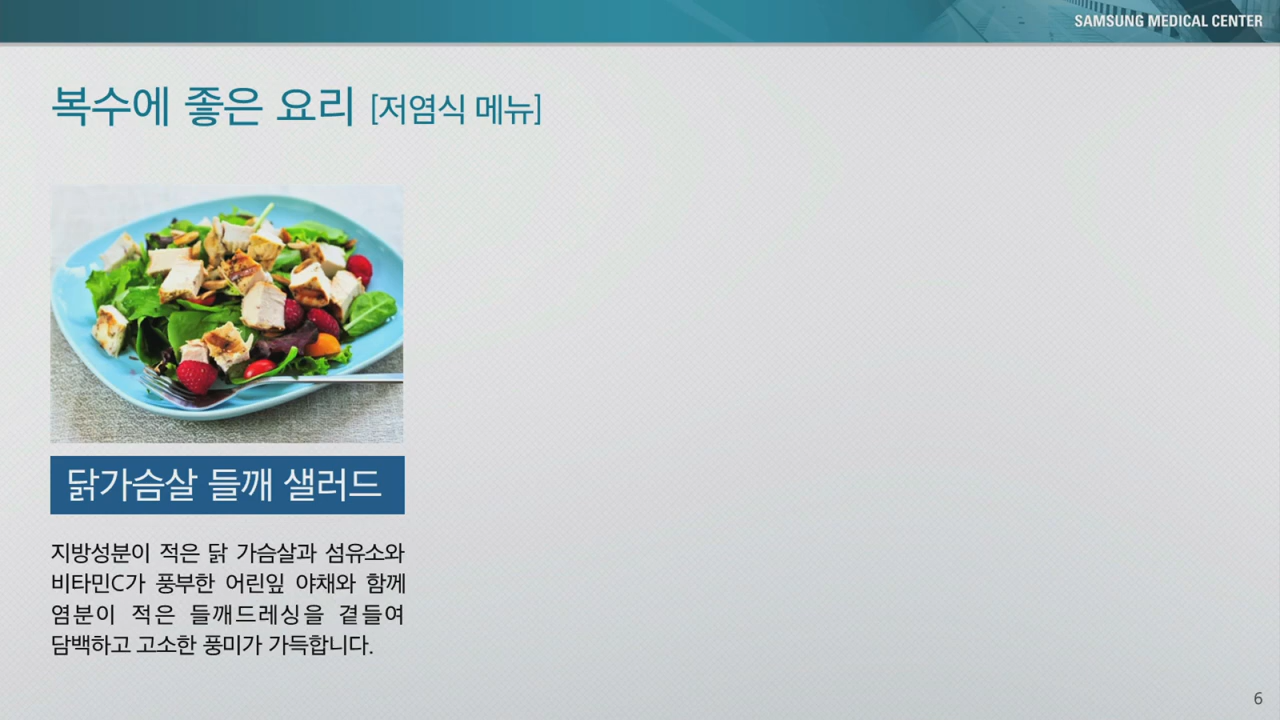 SAMSUNG MEDICAL CENTER
복수에 좋은 요리 [저염식 메뉴]
닭가슴살 들깨 샐러드
지방성분이 적은 닭 가슴살과 섬유소와
비타민C가 풍부한 어린잎 야채와 함께
염분이 적은 들깨드레싱을 곁들여
담백하고 고소한 풍미가 가득합니다.
6